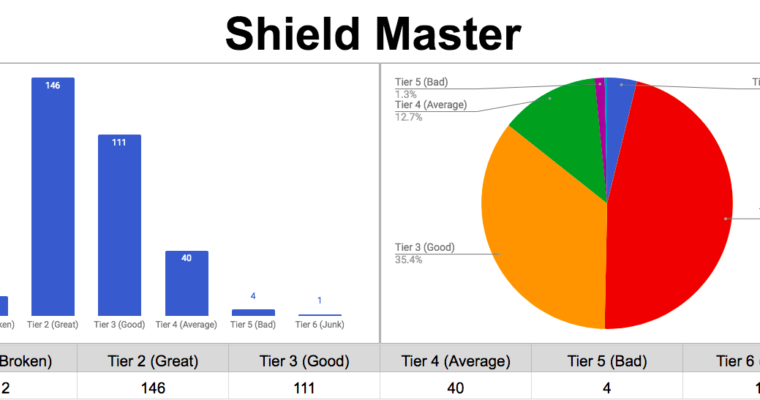 Shield Master
146
111
40
4
1
ken)
Tier 2 (Great)
Tier 3 (Good)
Tier 4 (Average)
Tier 5 (Bad)
Tier 6 (Junk)
Tier 5 (Bad)
1.3%
Tier 4 (Average)
12.7%
Ti
Tier 3 (Good)
35.4%
Broken) Tier 2 (Great) Tier 3 (Good) Tier 4 (Average) Tier 5 (Bad) Tier 6
2 146 111 40 4 1